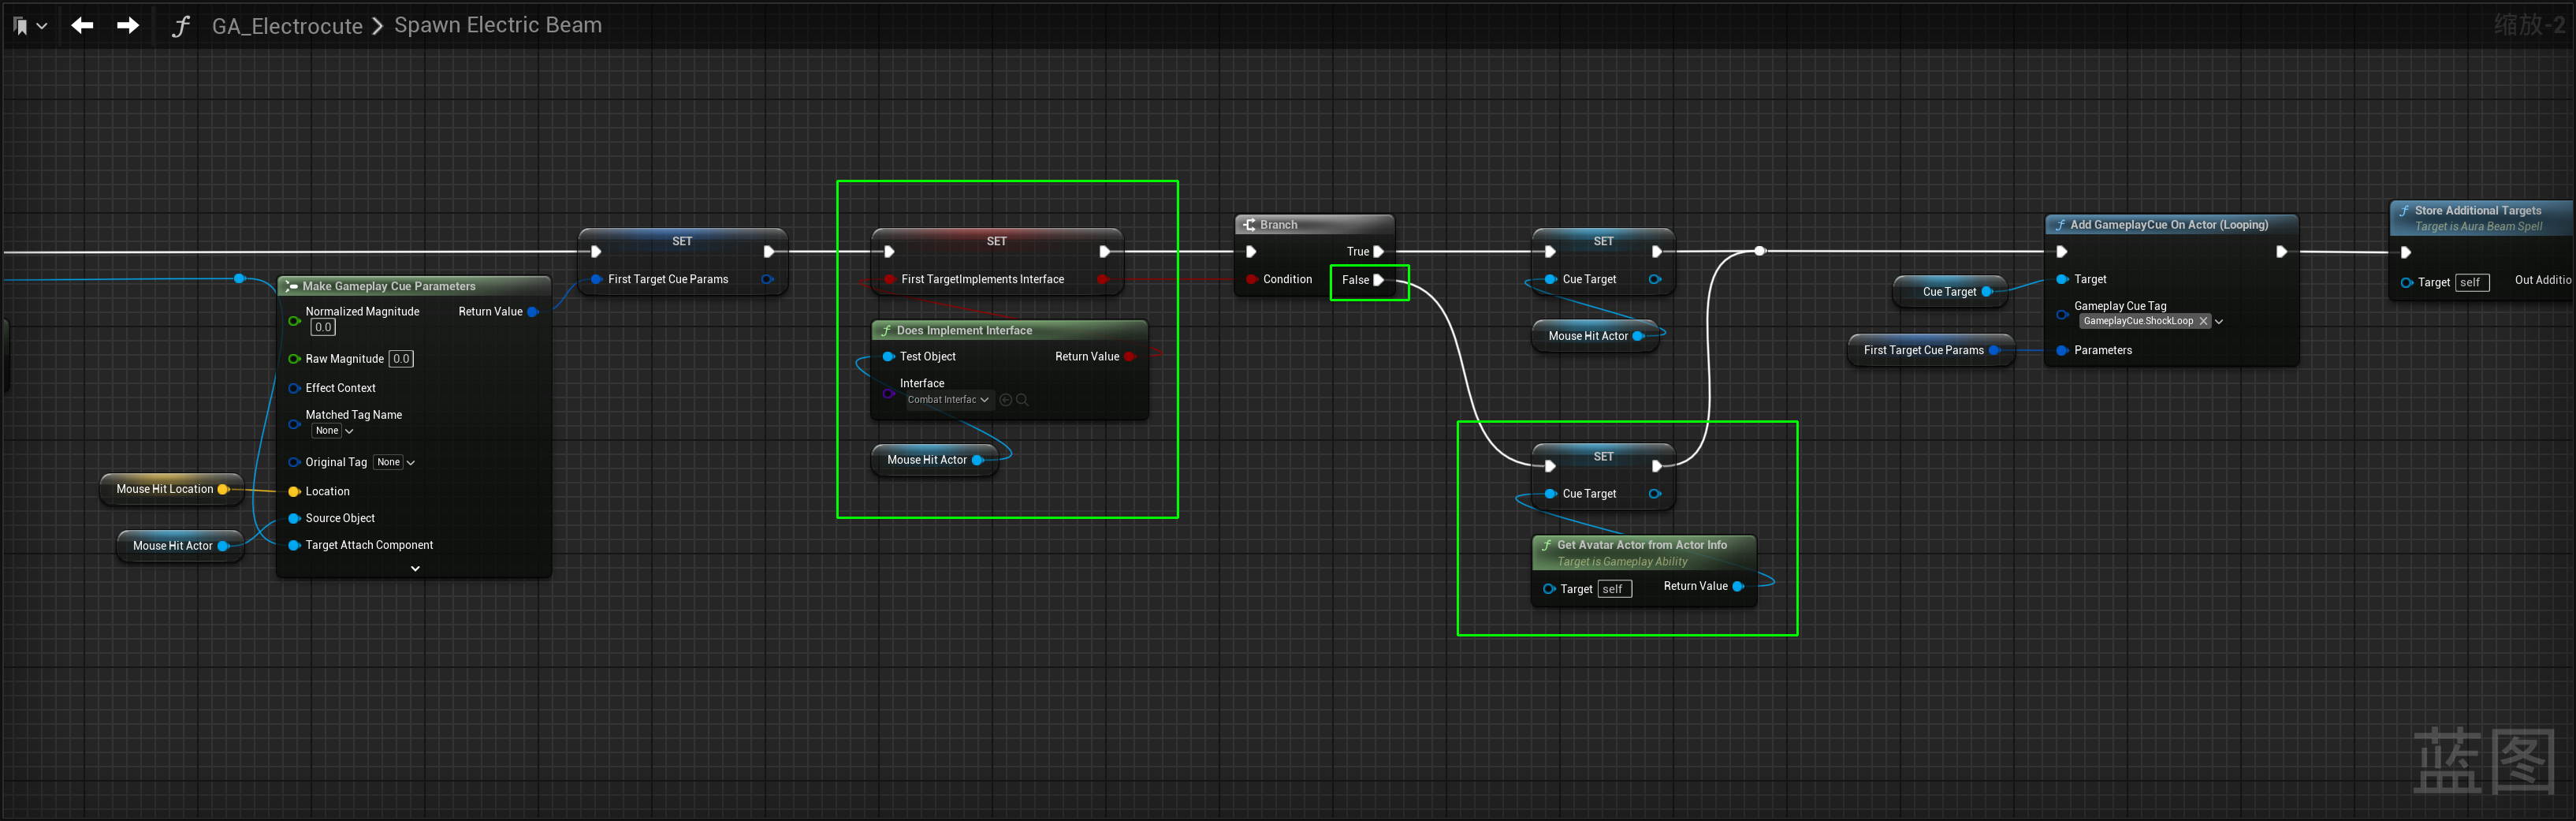 GA_Electrocute > Spawn Electric Beam
缩放-2
Make Gameplay Cue Parameters
Normalized Magnitude
0.0
Return Value
Raw Magnitude 0.0
Effect Context
Matched Tag Name
None
Original Tag None
Location
Source Object
Target Attach Component
Mouse Hit Location
Mouse Hit Actor
SET
First Target Cue Params
SET
First TargetImplements Interface
Does Implement Interface
Test Object
Return Value
Interface
Combat Interfac
Mouse Hit Actor
Branch
True
Condition
False
SET
Cue Target
Mouse Hit Actor
SET
Cue Target
Get Avatar Actor from Actor Info
Target is Gameplay Ability
Target self
Return Value
Cue Target
First Target Cue Params
Add GameplayCue On Actor (Looping)
Target
Gameplay Cue Tag
GameplayCue.ShockLoop
Parameters
Store Additional Targets
Target is Aura Beam Spell
Target self
Out Additio
蓝图